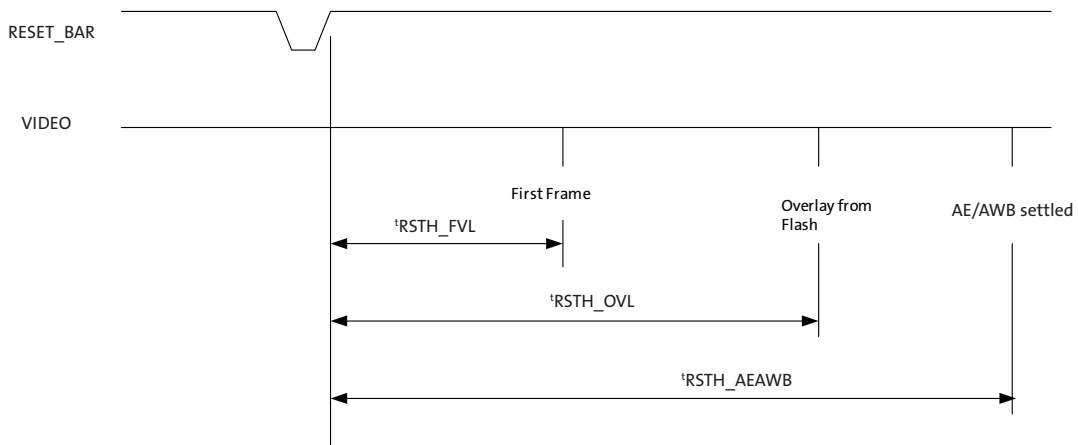 RESET_BAR
VIDEO
First Frame
Overlay from
Flash
AE/AWB settled
tRSTH_FVL
tRSTH_OVL
tRSTH_AEAWB